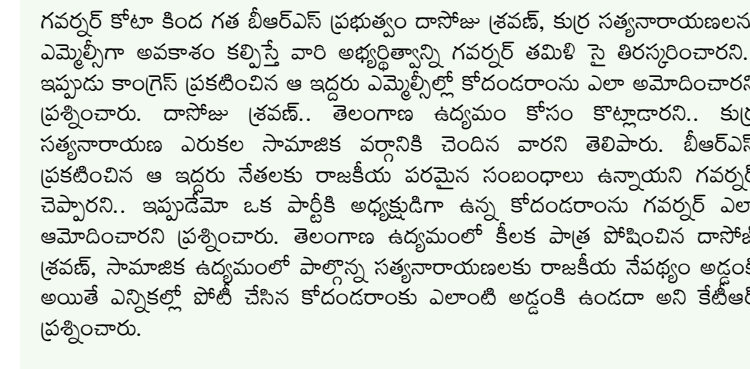 గవర్నర్ కోటా కింద గత బీఆర్ఎస్ ప్రభుత్వం దాసోజు శ్రవణ్, కుర్ర సత్యనారాయణలను
ఎమ్మెల్సీగా అవకాశం కల్పిస్తే వారి అభ్యర్థిత్వాన్ని గవర్నర్ తమిళి సై తిరస్కరించారని.
ఇప్పుడు కాంగ్రెస్ ప్రకటించిన ఆ ఇద్దరు ఎమ్మెల్సీల్లో కోదండరాంను ఎలా అమోదించారని
ప్రశ్నించారు. దాసోజు శ్రవణ్.. తెలంగాణ ఉద్యమం కోసం కొట్లాడారని.. కుర్ర
సత్యనారాయణ ఎరుకల సామాజిక వర్గానికి చెందిన వారని తెలిపారు. బీఆర్ఎస్
ప్రకటించిన ఆ ఇద్దరు నేతలకు రాజకీయ పరమైన సంబంధాలు ఉన్నాయని గవర్నర్
చెప్పారని.. ఇప్పుడేమో ఒక పార్టీకి అధ్యక్షుడిగా ఉన్న కోదండరాంను గవర్నర్ ఎలా
ఆమోదించారని ప్రశ్నించారు. తెలంగాణ ఉద్యమంలో కీలక పాత్ర పోషించిన దాసోజు
శ్రవణ్, సామాజిక ఉద్యమంలో పాల్గొన్న సత్యనారాయణలకు రాజకీయ నేపథ్యం అడ్డంకి
అయితే ఎన్నికల్లో పోటీ చేసిన కోదండరాంకు ఎలాంటి అడ్డంకి ఉండదా అని కేటీఆర్
ప్రశ్నించారు.